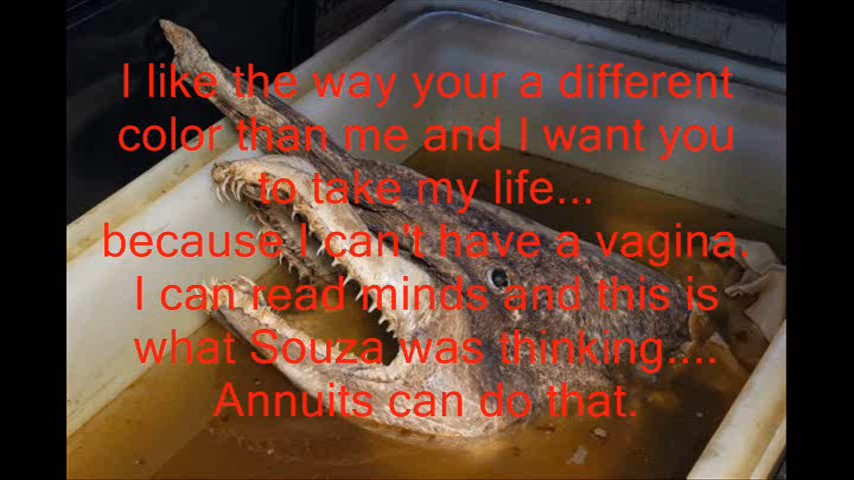 I like the way your a different
color than me and I want you
to take my life...
because I can't have a vagina.
I can read minds and this is
what Souza was thinking....
Annuits can do that.